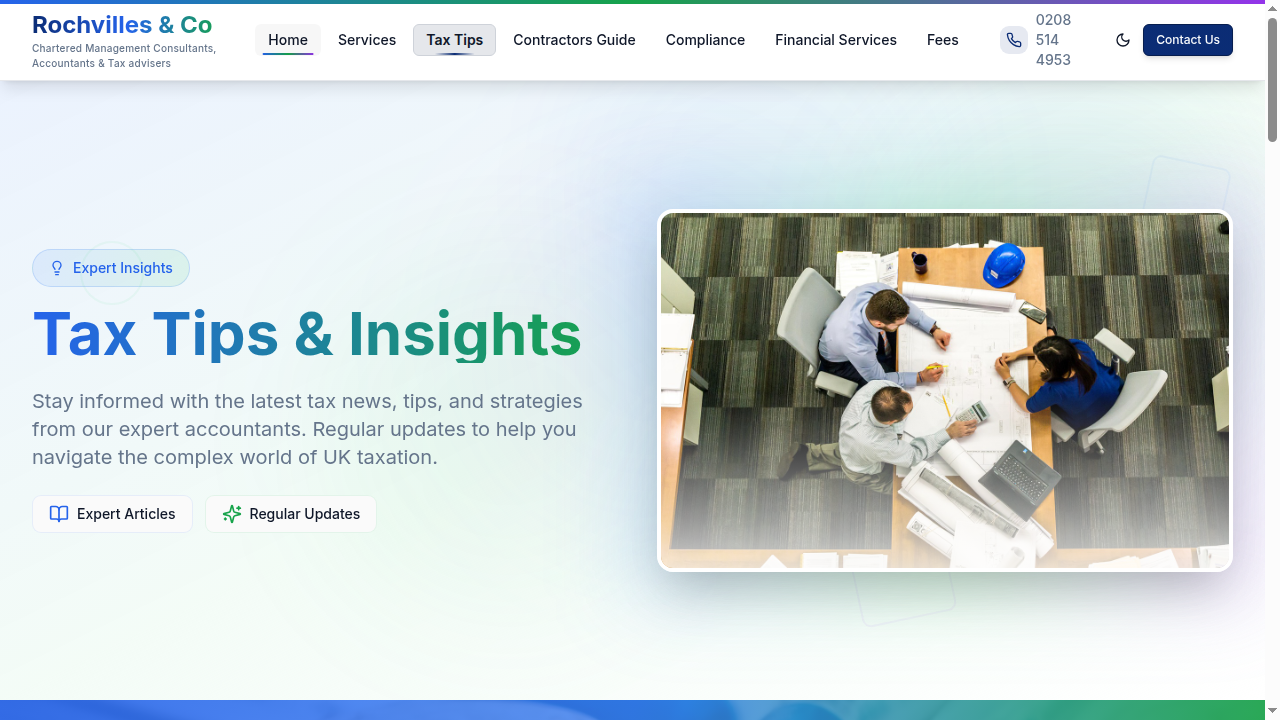 Rochvilles & Co
Chartered Management Consultants,
Accountants & Tax advisers
Home
Services
Tax Tips
Contractors Guide
Compliance
Financial Services
Fees
0208
514
4953
Contact Us
Expert Insights
Tax Tips & Insights
Stay informed with the latest tax news, tips, and strategies
from our expert accountants. Regular updates to help you
navigate the complex world of UK taxation.
Expert Articles
Regular Updates